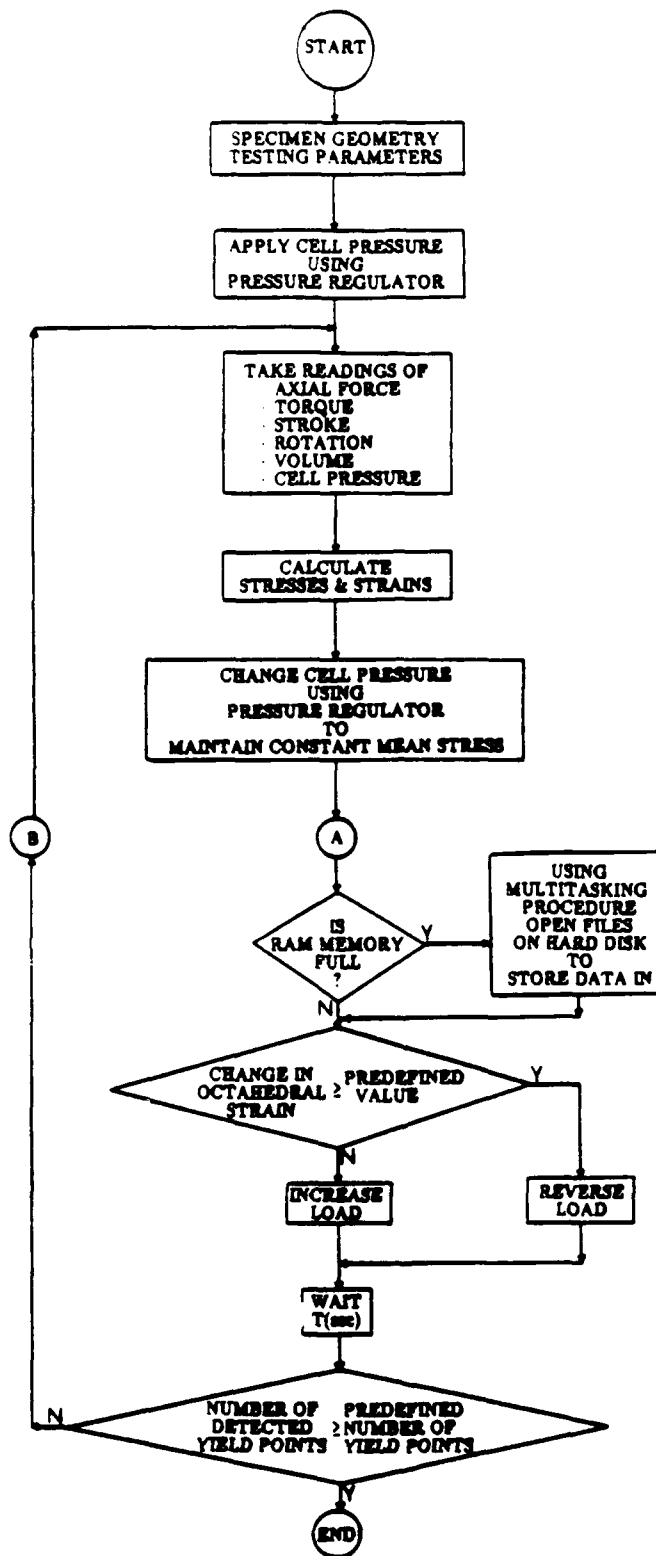 START
SPECIMEN GEOMETRY
TESTING PARAMETERS
APPLY CELL PRESSURE
USING
PRESSURE REGULATOR
TAKE READINGS OF
AXIAL FORCE
· TORQUE
· STROKE
· ROTATION
· VOLUME
· CELL PRESSURE
CALCULATE
STRESSES & STRAINS
CHANGE CELL PRESSURE
USING
PRESSURE REGULATOR
TO
MAINTAIN CONSTANT MEAN STRESS
B
A
IS
RAM MEMORY
FULL
?
Y
N
USING
MULTITASKING
PROCEDURE
OPEN FILES
ON HARD DISK
TO
STORE DATA IN
CHANGE IN
OCTAHEDRAL
STRAIN
≥ PREDEFINED
VALUE
Y
N
INCREASE
LOAD
REVERSE
LOAD
WAIT
T(sec)
NUMBER OF
DETECTED
YIELD POINTS
≥
PREDEFINED
NUMBER OF
YIELD POINTS
N
Y
END